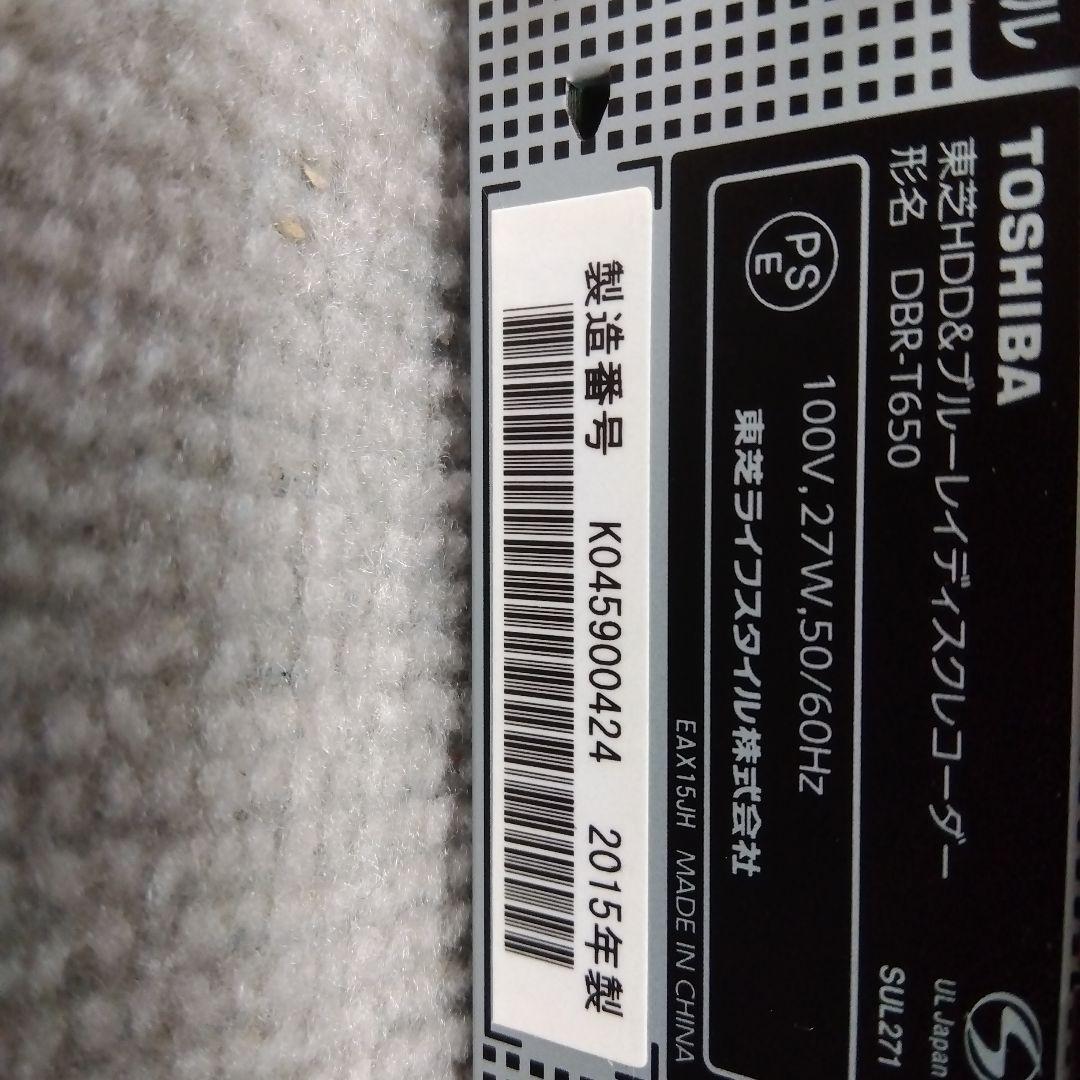 ル
TOSHIBA
東芝HDD&ブルーレイディスクレコーダー
形名 DBR-T650
UL Japan
SUL271
PS
E
100V,27W,50/60Hz
東芝ライフスタイル株式会社
EAX15JH MADE IN CHINA
製造番号 K045900424 2015年製